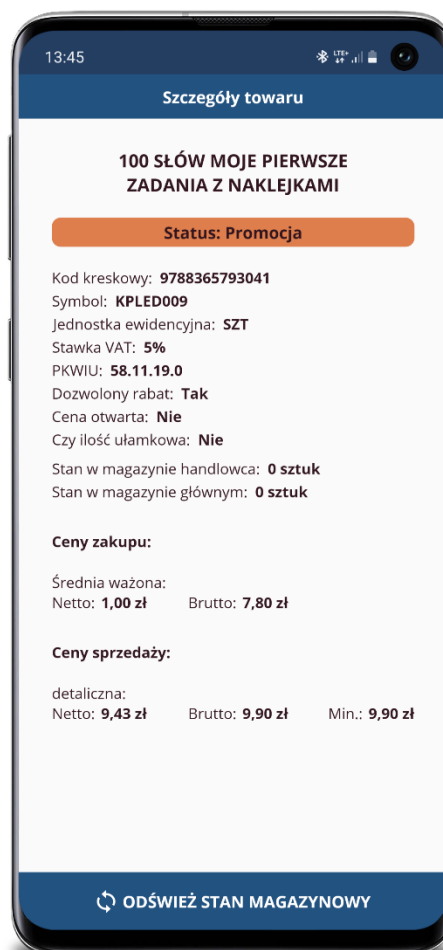 13:45
LTE+
Szczegóły towaru
100 SŁÓW MOJE PIERWSZE
ZADANIA Z NAKLEJKAMI
Status: Promocja
Kod kreskowy: 9788365793041
Symbol: KPLED009
Jednostka ewidencyjna: SZT
Stawka VAT: 5%
PKWIU: 58.11.19.0
Dozwolony rabat: Tak
Cena otwarta: Nie
Czy ilość ułamkowa: Nie
Stan w magazynie handlowca: 0 sztuk
Stan w magazynie głównym: 0 sztuk
Ceny zakupu:
Średnia ważona:
Netto: 1,00 zł Brutto: 7,80 zł
Ceny sprzedaży:
detaliczna:
Netto: 9,43 zł Brutto: 9,90 zł Min.: 9,90 zł
ODŚWIEŻ STAN MAGAZYNOWY